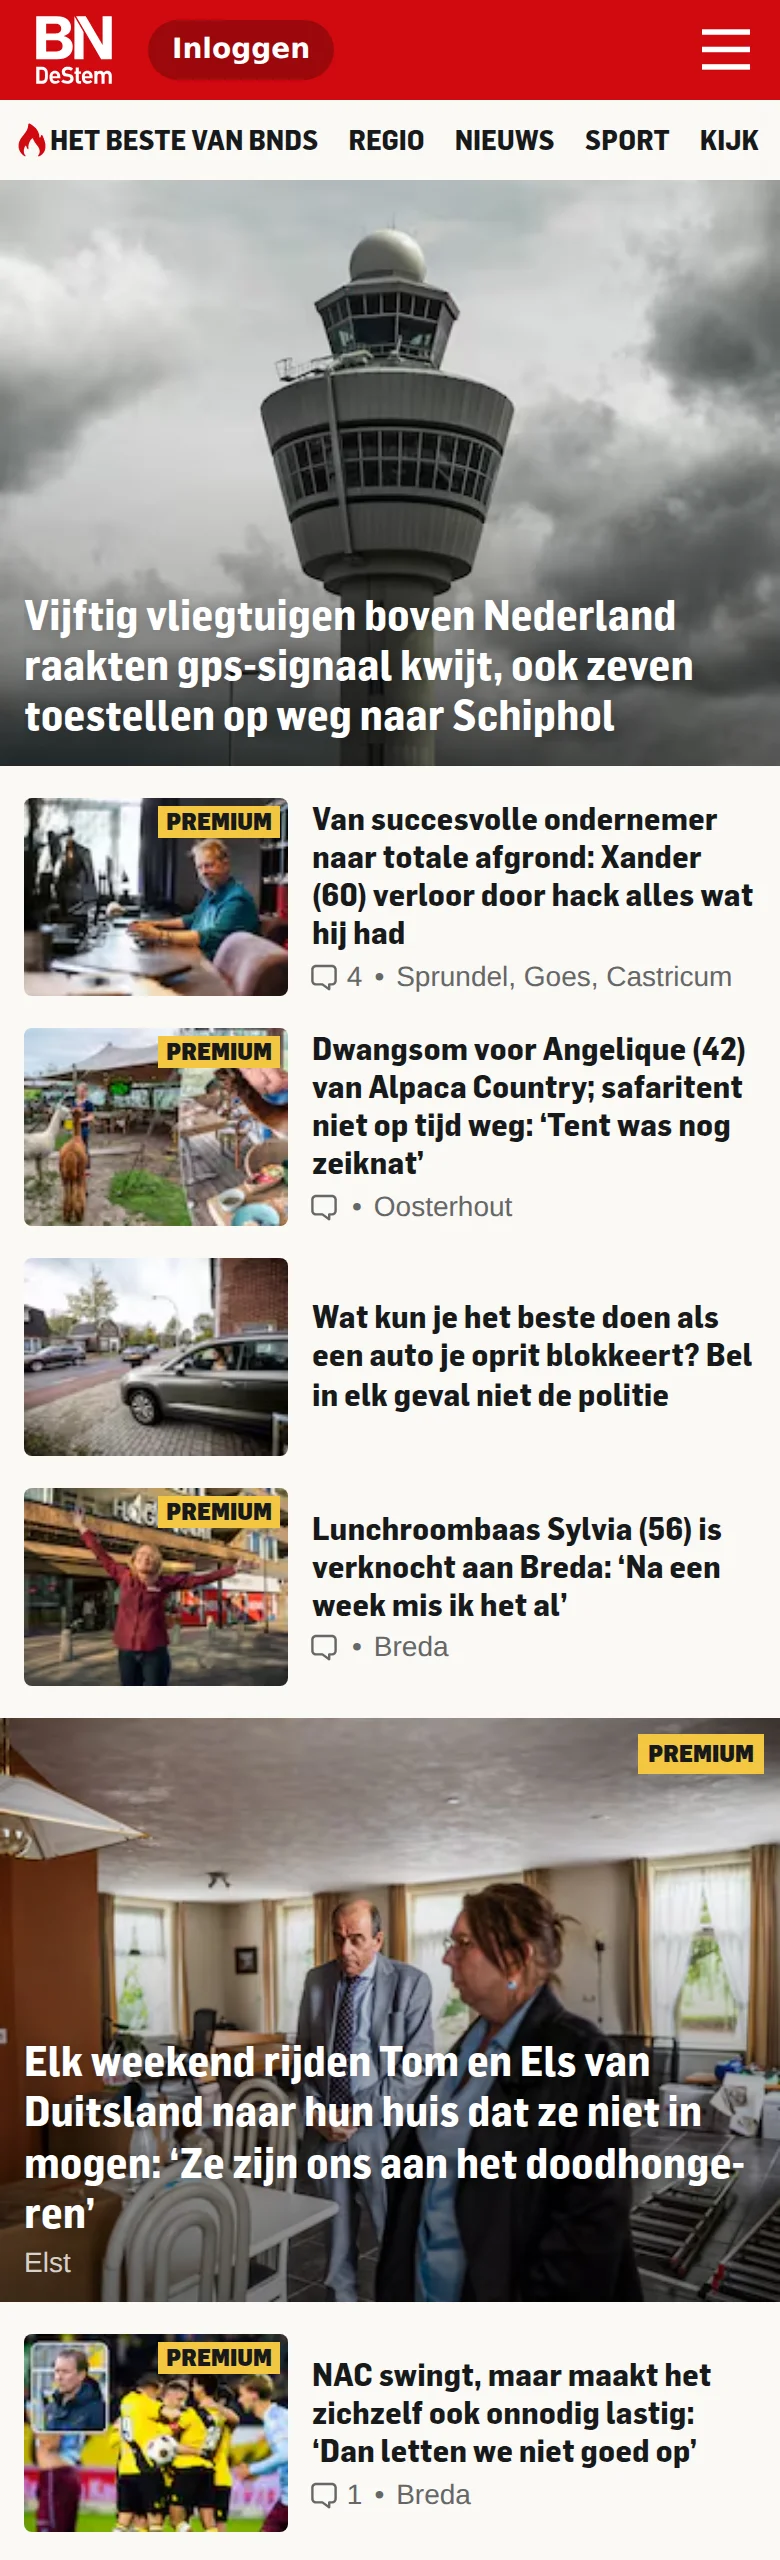 BN
DeStem
Inloggen
HET BESTE VAN BNDS REGIO NIEUWS SPORT KIJK
Vijftig vliegtuigen boven Nederland
raakten gps-signaal kwijt, ook zeven
toestellen op weg naar Schiphol
PREMIUM
Van succesvolle ondernemer
naar totale afgrond: Xander
(60) verloor door hack alles wat
hij had
4 • Sprundel, Goes, Castricum
PREMIUM
Dwangsom voor Angelique (42)
van Alpaca Country; safaritent
niet op tijd weg: ‘Tent was nog
zeiknat’
• Oosterhout
Wat kun je het beste doen als
een auto je oprit blokkeert? Bel
in elk geval niet de politie
PREMIUM
Lunchroombaas Sylvia (56) is
verknocht aan Breda: ‘Na een
week mis ik het al’
• Breda
PREMIUM
Elk weekend rijden Tom en Els van
Duitsland naar hun huis dat ze niet in
mogen: ‘Ze zijn ons aan het doodhonge-
ren’
Elst
PREMIUM
NAC swingt, maar maakt het
zichzelf ook onnodig lastig:
‘Dan letten we niet goed op’
1 • Breda